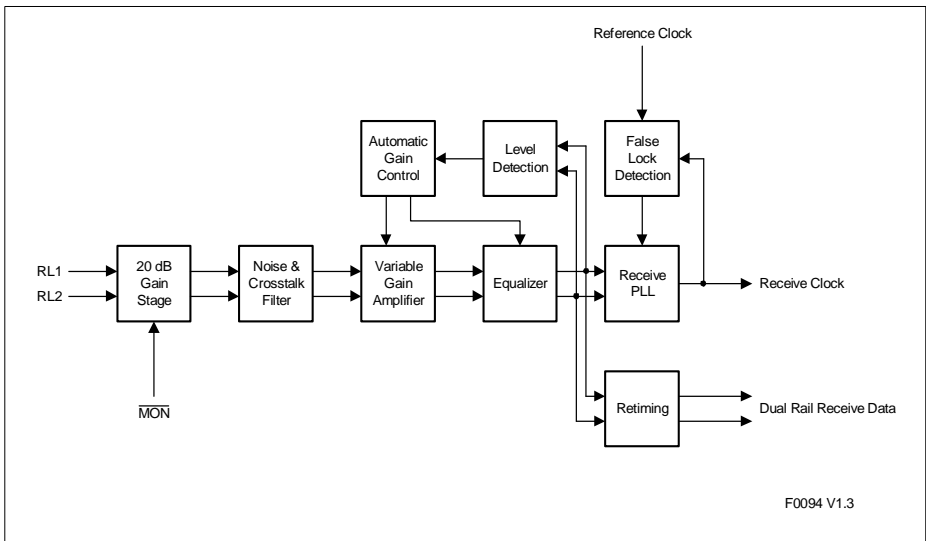 Reference Clock
Automatic
Gain
Control
Level
Detection
False
Lock
Detection
RL1
RL2
20 dB
Gain
Stage
Noise &
Crosstalk
Filter
Variable
Gain
Amplifier
Equalizer
Receive
PLL
Receive Clock
M̅O̅N̅
Retiming
Dual Rail Receive Data
F0094 V1.3